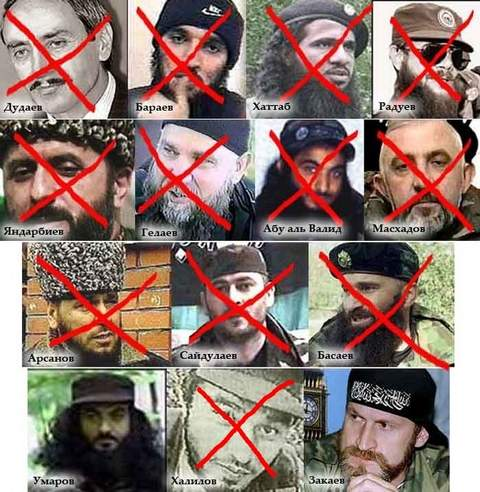 Дудаев
Бараев
Хаттаб
Радуев
Яндарбиев
Гелаев
Абу аль Валид
Масхадов
Арсанов
Сайдулаев
Басаев
Умаров
Халилов
Закаев